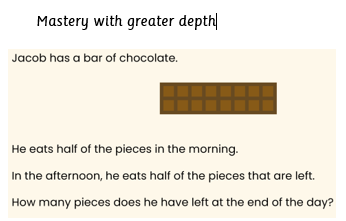 Mastery with greater depth
Jacob has a bar of chocolate.
He eats half of the pieces in the morning.
In the afternoon, he eats half of the pieces that are left.
How many pieces does he have left at the end of the day?